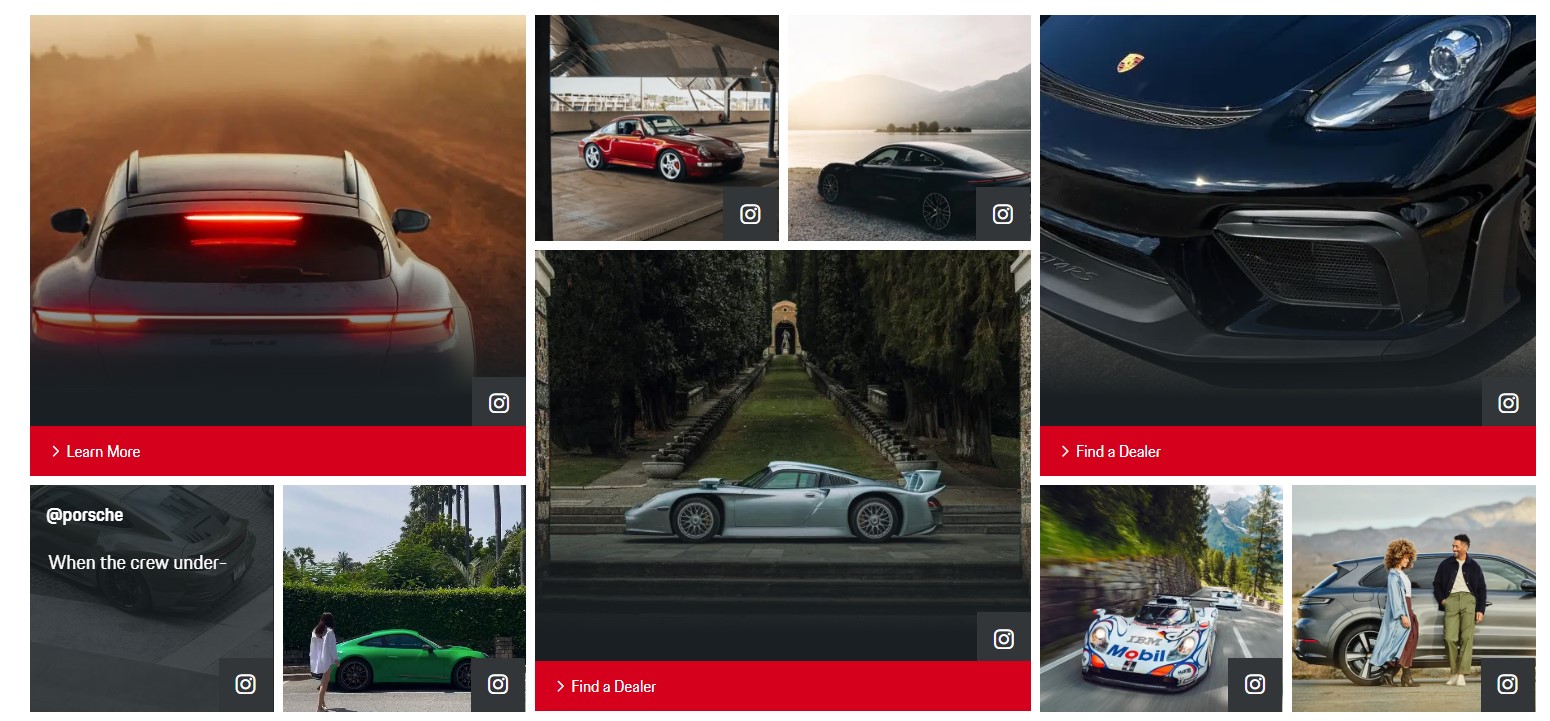 Learn More
@porsche
When the crew under-
Find a Dealer
Find a Dealer
IBM
Mobil